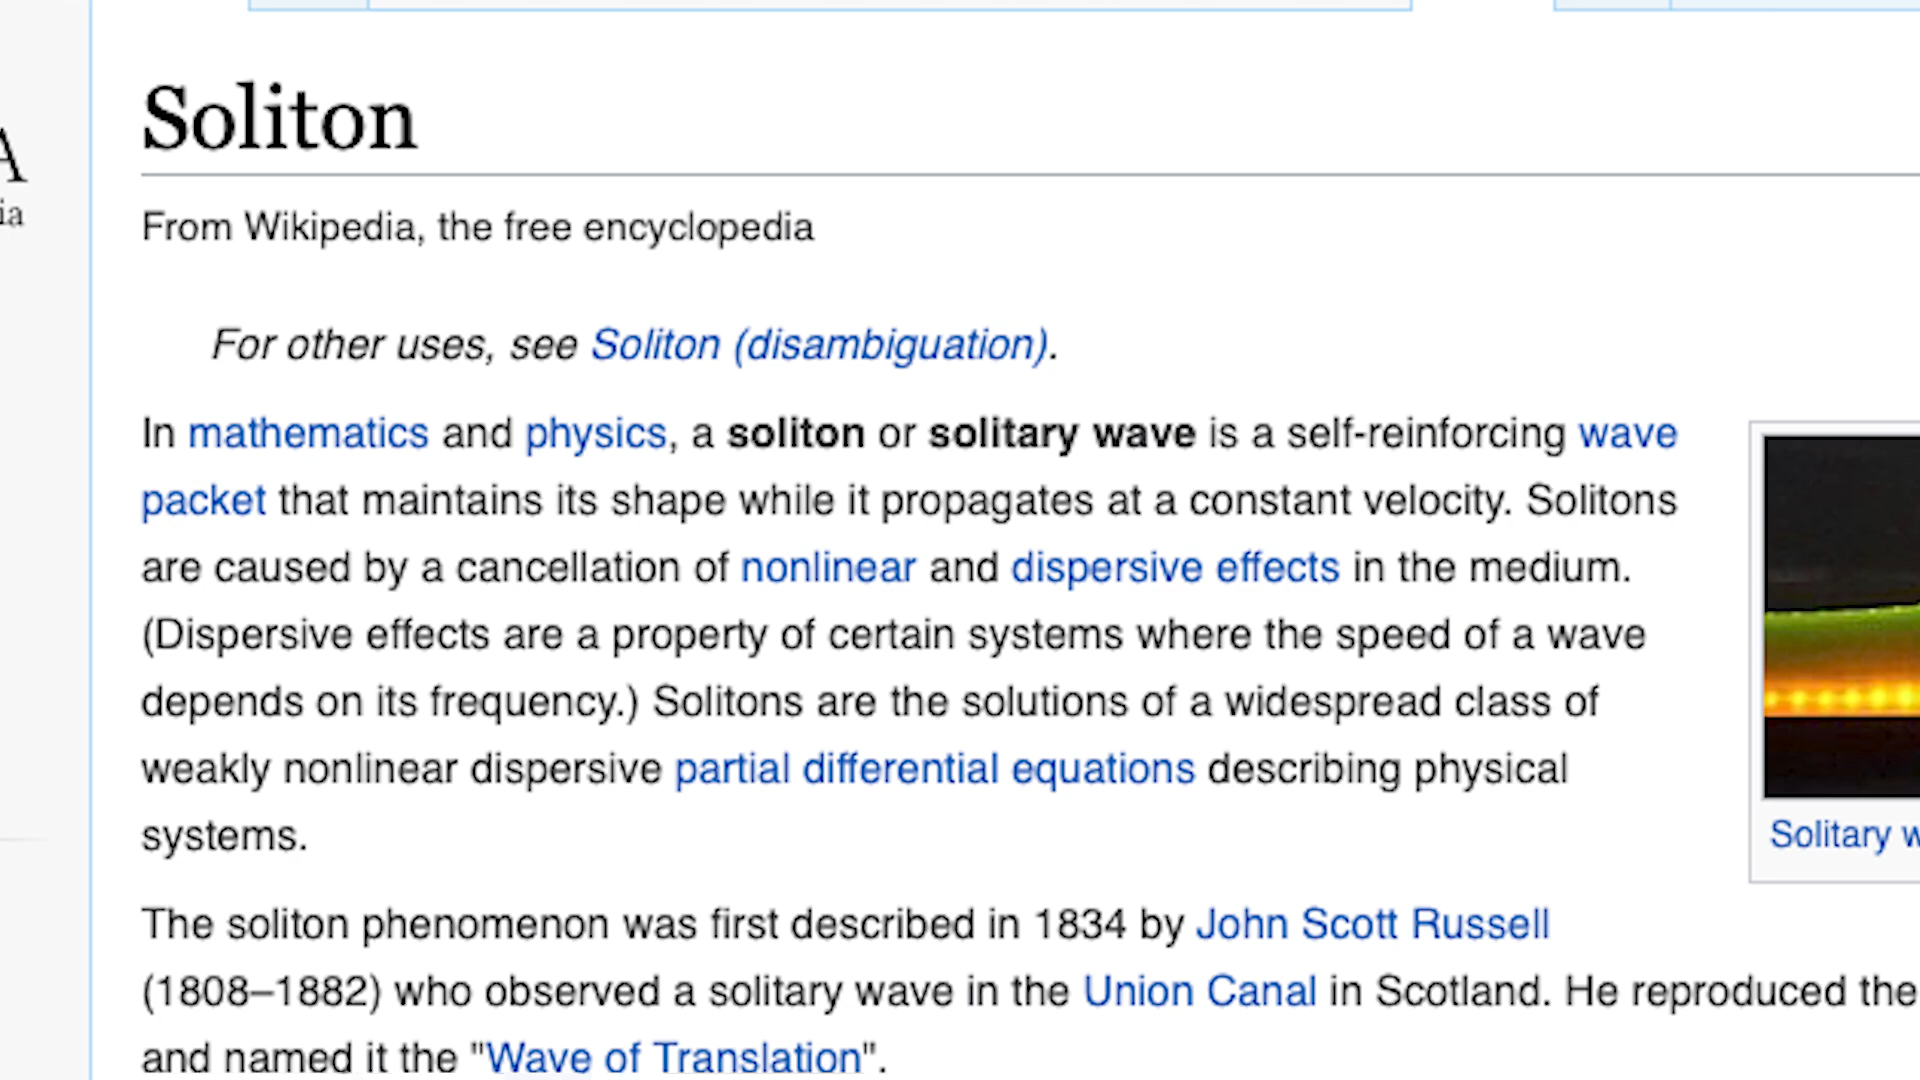 A
ia
Soliton
From Wikipedia, the free encyclopedia
For other uses, see Soliton (disambiguation).
In mathematics and physics, a soliton or solitary wave is a self-reinforcing wave
packet that maintains its shape while it propagates at a constant velocity. Solitons
are caused by a cancellation of nonlinear and dispersive effects in the medium.
(Dispersive effects are a property of certain systems where the speed of a wave
depends on its frequency.) Solitons are the solutions of a widespread class of
weakly nonlinear dispersive partial differential equations describing physical
systems.
Solitary w
The soliton phenomenon was first described in 1834 by John Scott Russell
(1808–1882) who observed a solitary wave in the Union Canal in Scotland. He reproduced the
and named it the "Wave of Translation".